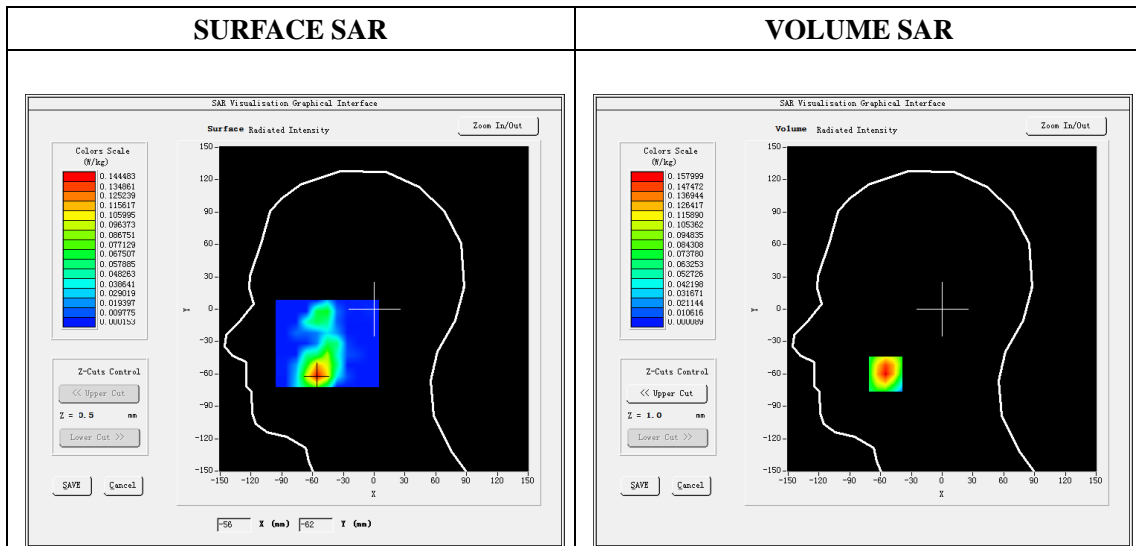 SURFACE SAR
SAR Visualisation Graphical Interface
Surface Radiated Intensity
Zoom In/Out
Colors Scale
(W/kg)
0.144483
0.134861
0.125239
0.115617
0.105995
0.096373
0.086751
0.077129
0.067507
0.057885
0.048263
0.038641
0.029019
0.019397
0.009775
0.000153
150
120
90
60
30
0
-30
-60
-90
-120
-150
Y
-150 -120 -90 -60 -30 0 30 60 90 120 150
X
Z-Cuts Control
<< Upper Cut
Z = 0.5 mm
Lower Cut >>
SAVE Cancel
-56 X (mm) -62 Y (mm)
VOLUME SAR
SAR Visualisation Graphical Interface
Volume Radiated Intensity
Zoom In/Out
Colors Scale
(W/kg)
0.157999
0.147472
0.136944
0.126417
0.115890
0.105362
0.094835
0.084308
0.073780
0.063253
0.052726
0.042198
0.031671
0.021144
0.010616
0.000089
150
120
90
60
30
0
-30
-60
-90
-120
-150
Y
-150 -120 -90 -60 -30 0 30 60 90 120 150
X
Z-Cuts Control
<< Upper Cut
Z = 1.0 mm
Lower Cut >>
SAVE Cancel